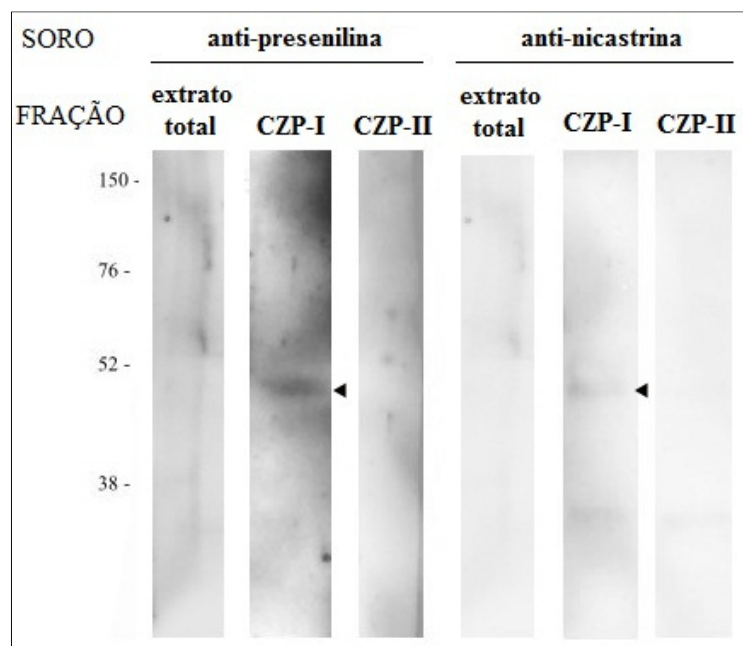 SORO anti-presenilina anti-nicastrina
FRAÇÃO extrato total CZP-I CZP-II extrato total CZP-I CZP-II
150 -
76 -
52 -
38 -